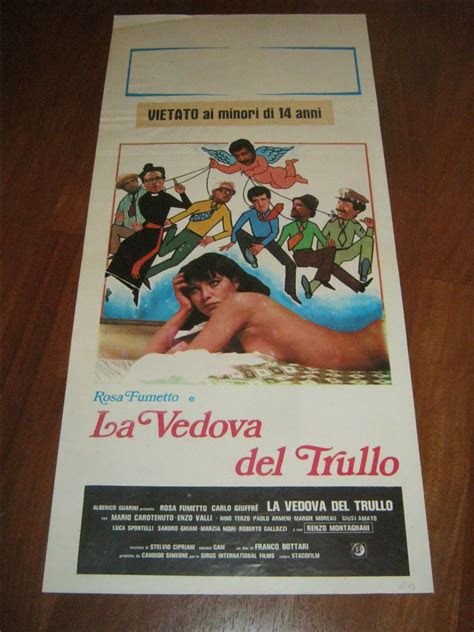 VIETATO ai minori di 14 anni
Rosa Fumetto e
La Vedova
del Trullo
ALBERICO GUARINI presenta ROSA FUMETTO CARLO GIUFFRÈ LA VEDOVA DEL TRULLO
con MARIO CAROTENUTO ENZO VALLI - NINO TERZO PAOLO ARMENI MARGIE MOREAU GIUSI AMATO
LUCA SPORTELLI SANDRO GHIANI MARZIA MORI ROBERTO GALLOZZI e con RENZO MONTAGNANI
musiche di STELVIO CIPRIANI edizioni CAM un film di FRANCO BOTTARI
prodotto da CANDIDO SIMEONE per la SIRUS INTERNATIONAL FILMS colore STACOFILM